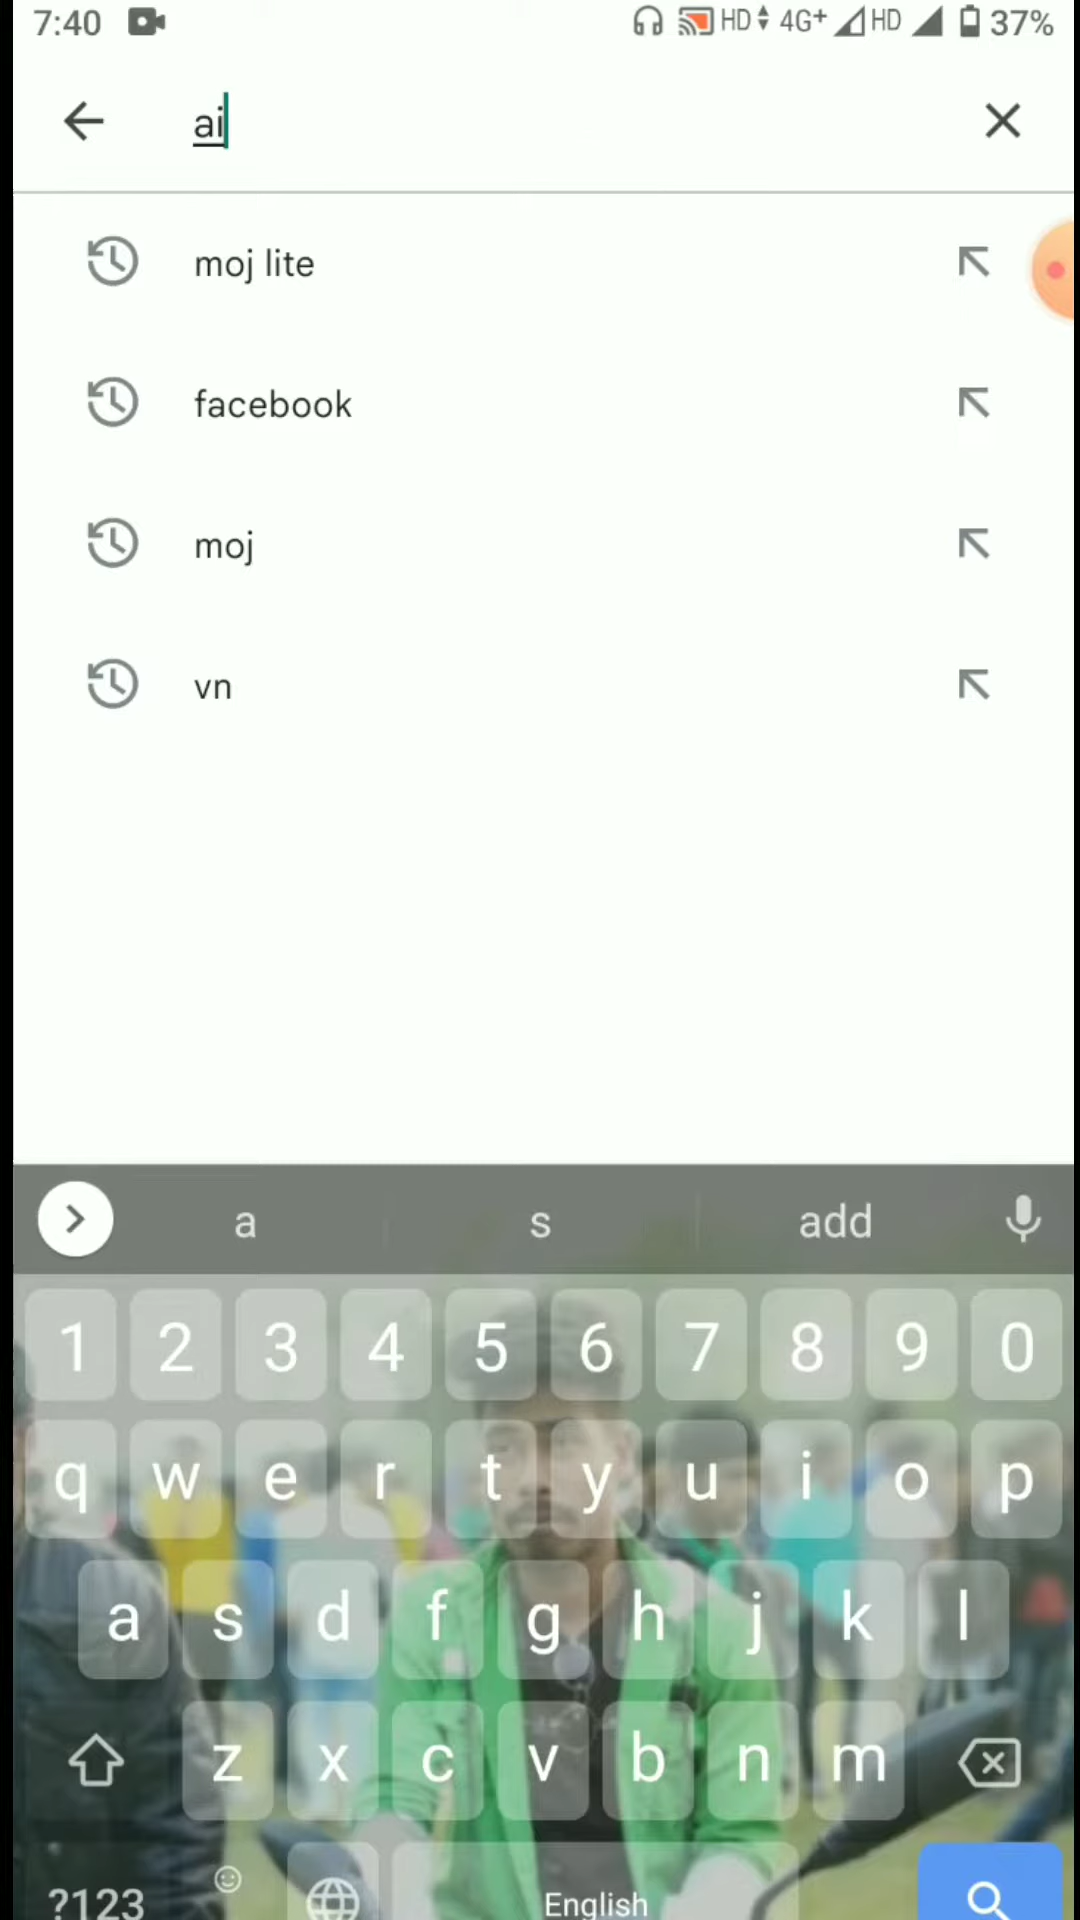 7:40 HD 4G+ HD 37%
ai
moj lite
facebook
moj
vn
a s add
1 2 3 4 5 6 7 8 9 0
q w e r t y u i o p
a s d f g h j k l
z x c v b n m
?123 English